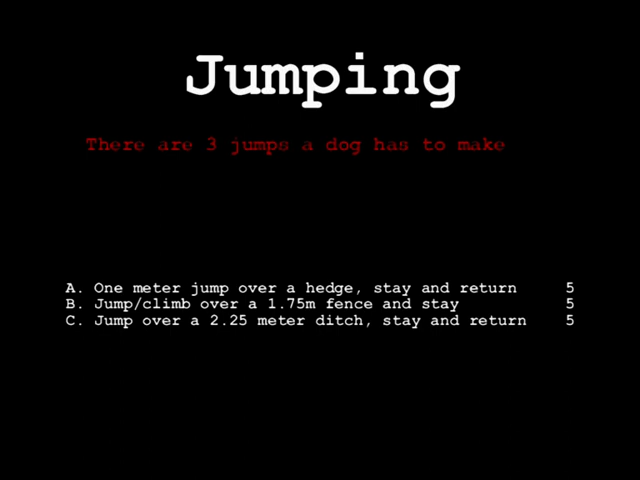 Jumping
There are 3 jumps a dog has to make
A. One meter jump over a hedge, stay and return 5
B. Jump/climb over a 1.75m fence and stay 5
C. Jump over a 2.25 meter ditch, stay and return 5